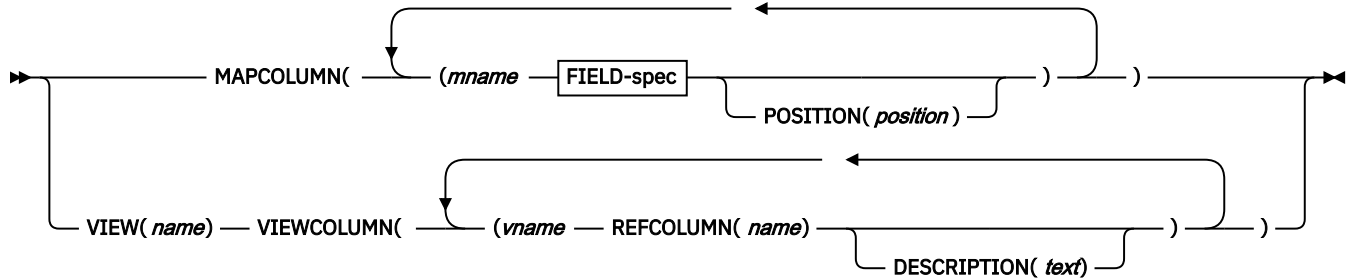 MAPCOLUMN( (mname FIELD-spec ) )
POSITION( position )
VIEW( name) VIEWCOLUMN( (vname REFCOLUMN( name) ) )
DESCRIPTION( text)